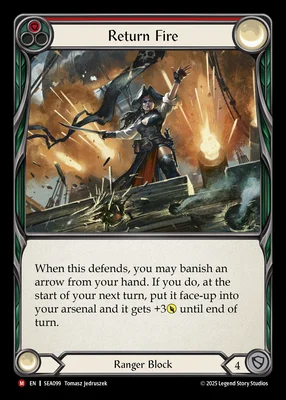 Return Fire
When this defends, you may banish an
arrow from your hand. If you do, at the
start of your next turn, put it face-up into
your arsenal and it gets +3 until end of
turn.
Ranger Block
4
M EN | SEA099 Tomasz Jedruszek © 2025 Legend Story Studios